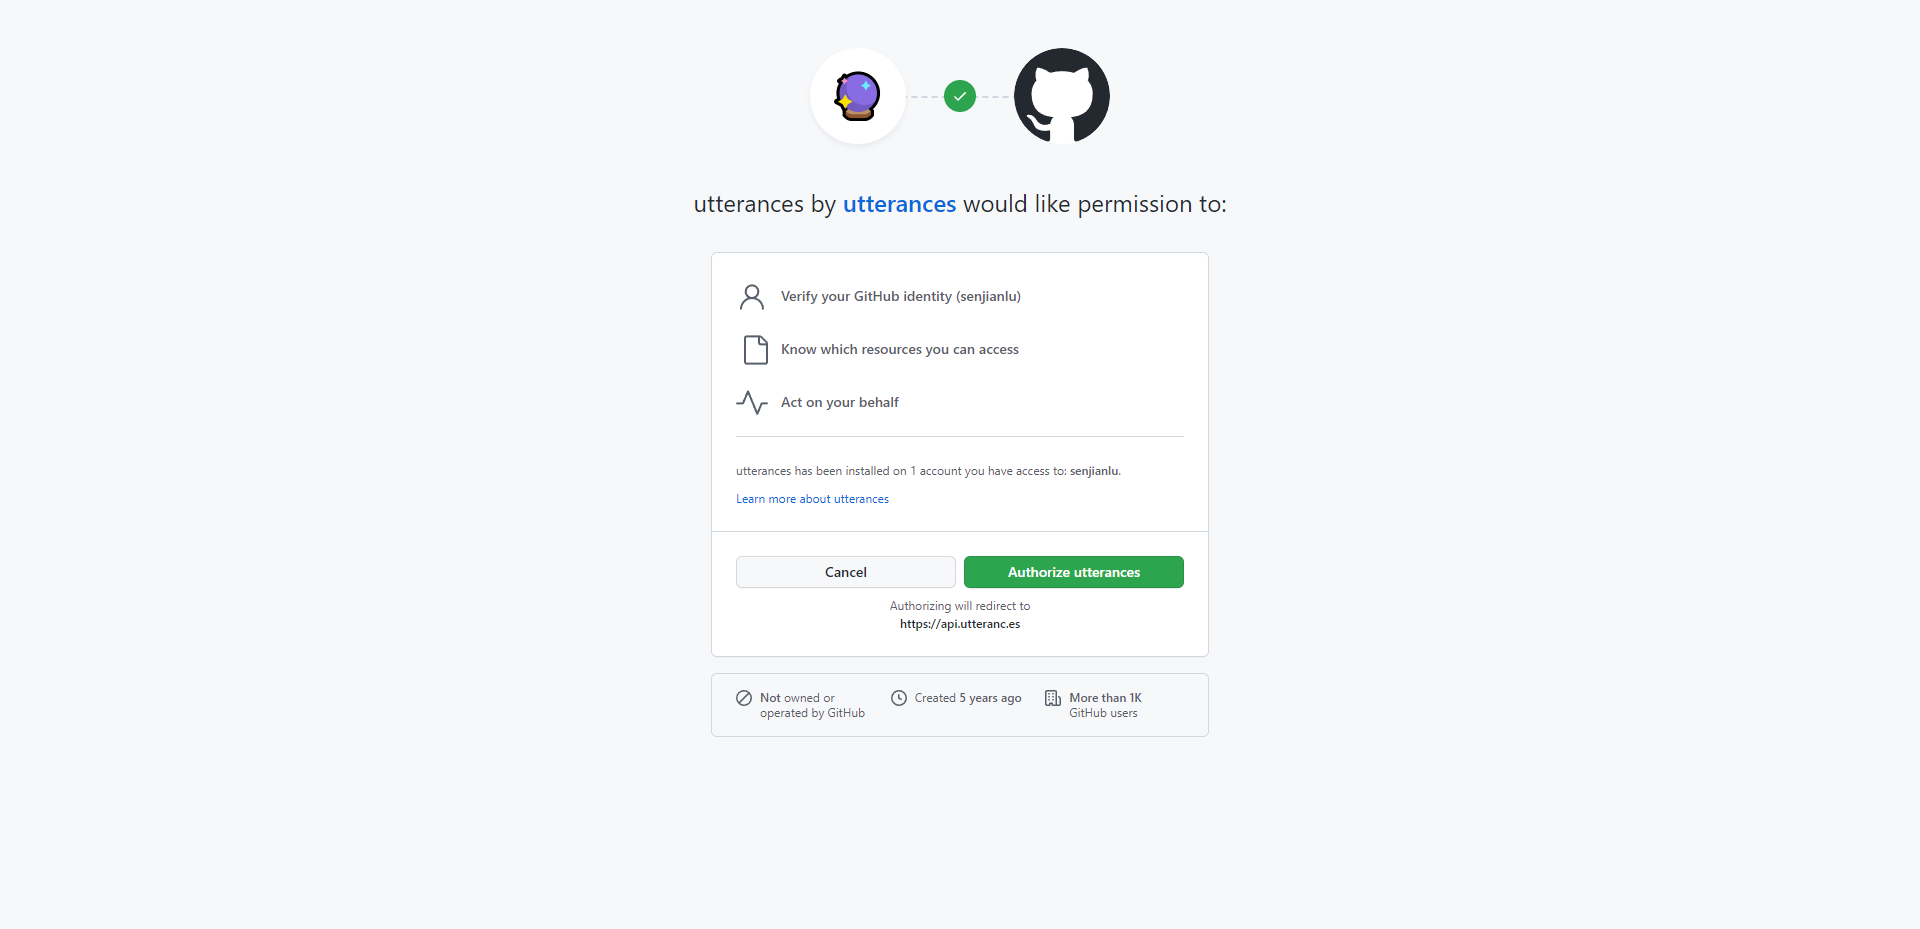 utterances by utterances would like permission to:
Verify your GitHub identity (senjianlu)
Know which resources you can access
Act on your behalf
utterances has been installed on 1 account you have access to: senjianlu.
Learn more about utterances
Cancel
Authorize utterances
Authorizing will redirect to
https://api.utteranc.es
Not owned or
operated by GitHub
Created 5 years ago
More than 1K
GitHub users